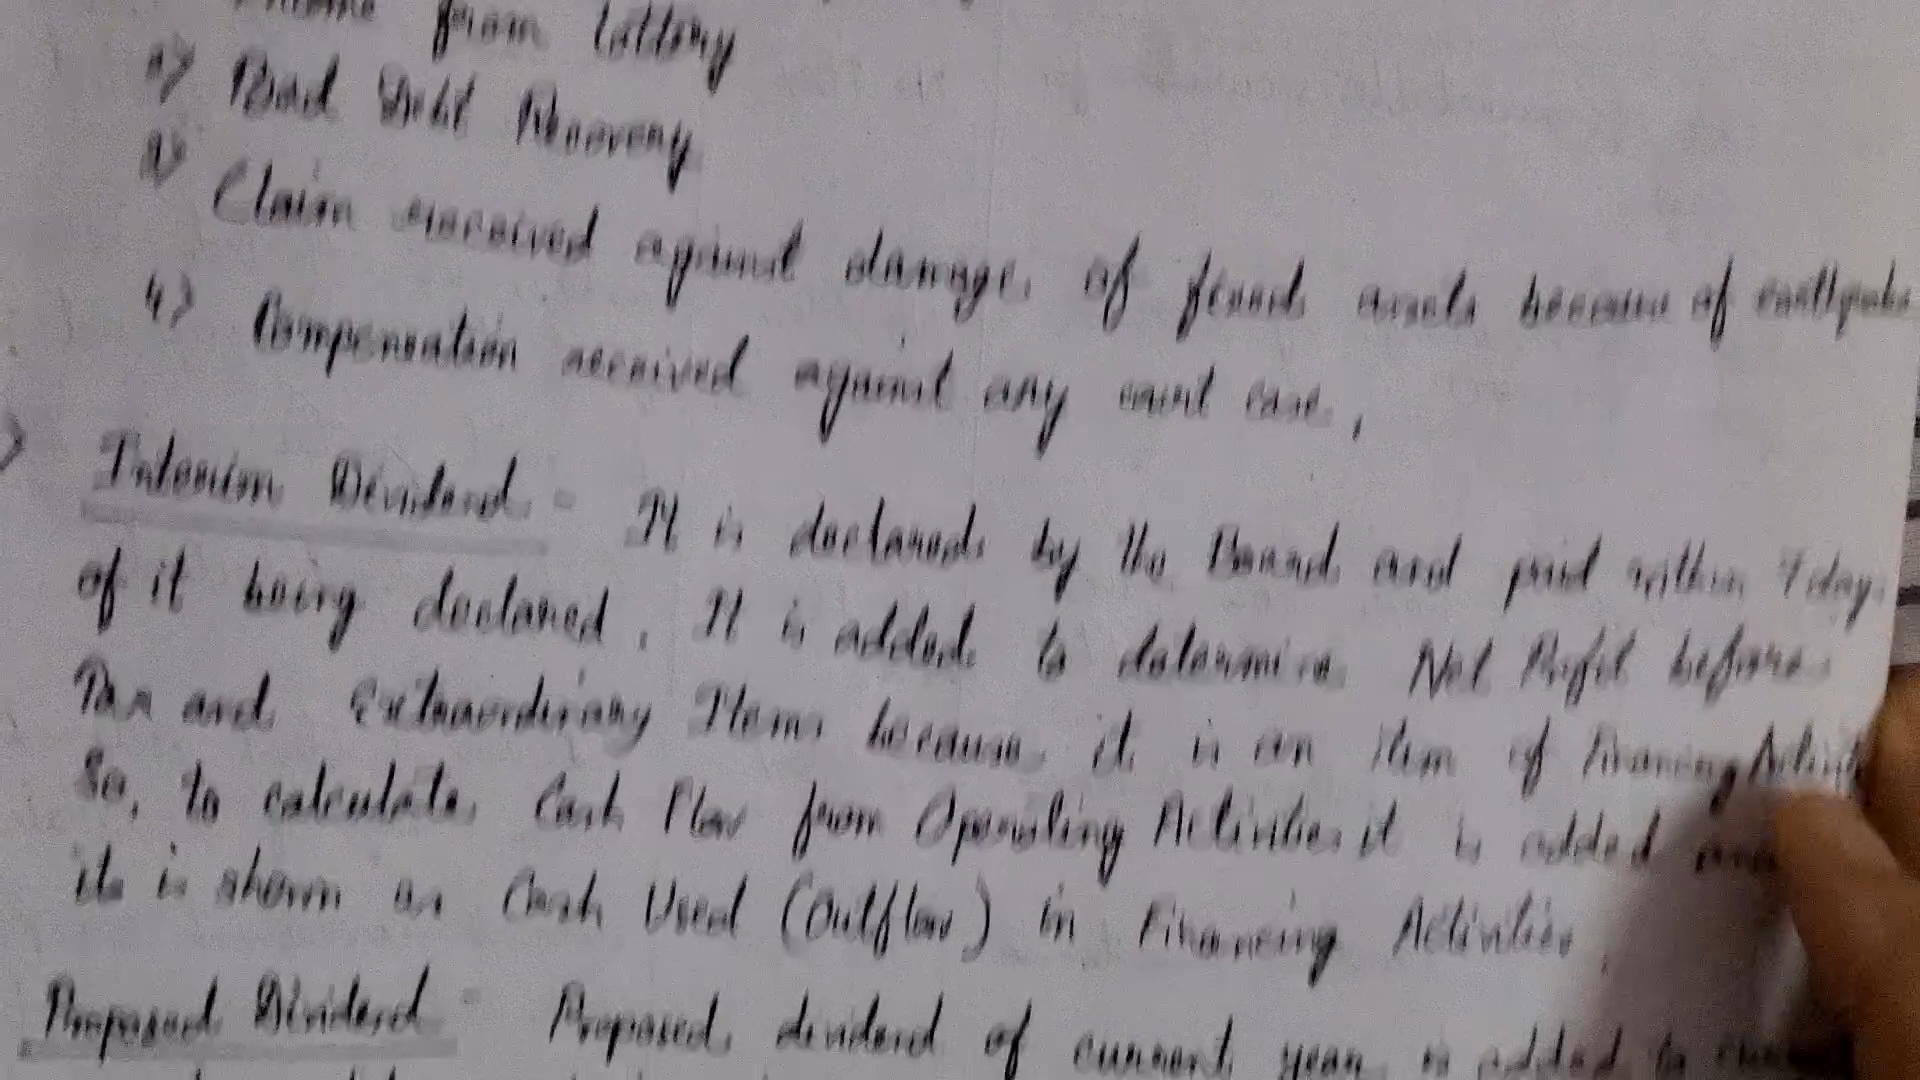 from lottery
2) Bad Debt Recovery
3) Claim received against damage of fixed assets because of earthquake
4) Compensation received against any court case.
Interim Dividend - It is declared by the Board and paid within days
of it being declared. It is added to determine Net Profit before
Tax and Extraordinary Items because it is an item of Financing
So, to calculate Cash Flow from Operating Activities it is added
it is shown as Cash Used (Outflow) in Financing Activities.
Proposed Dividend - Proposed dividend of current year is added to